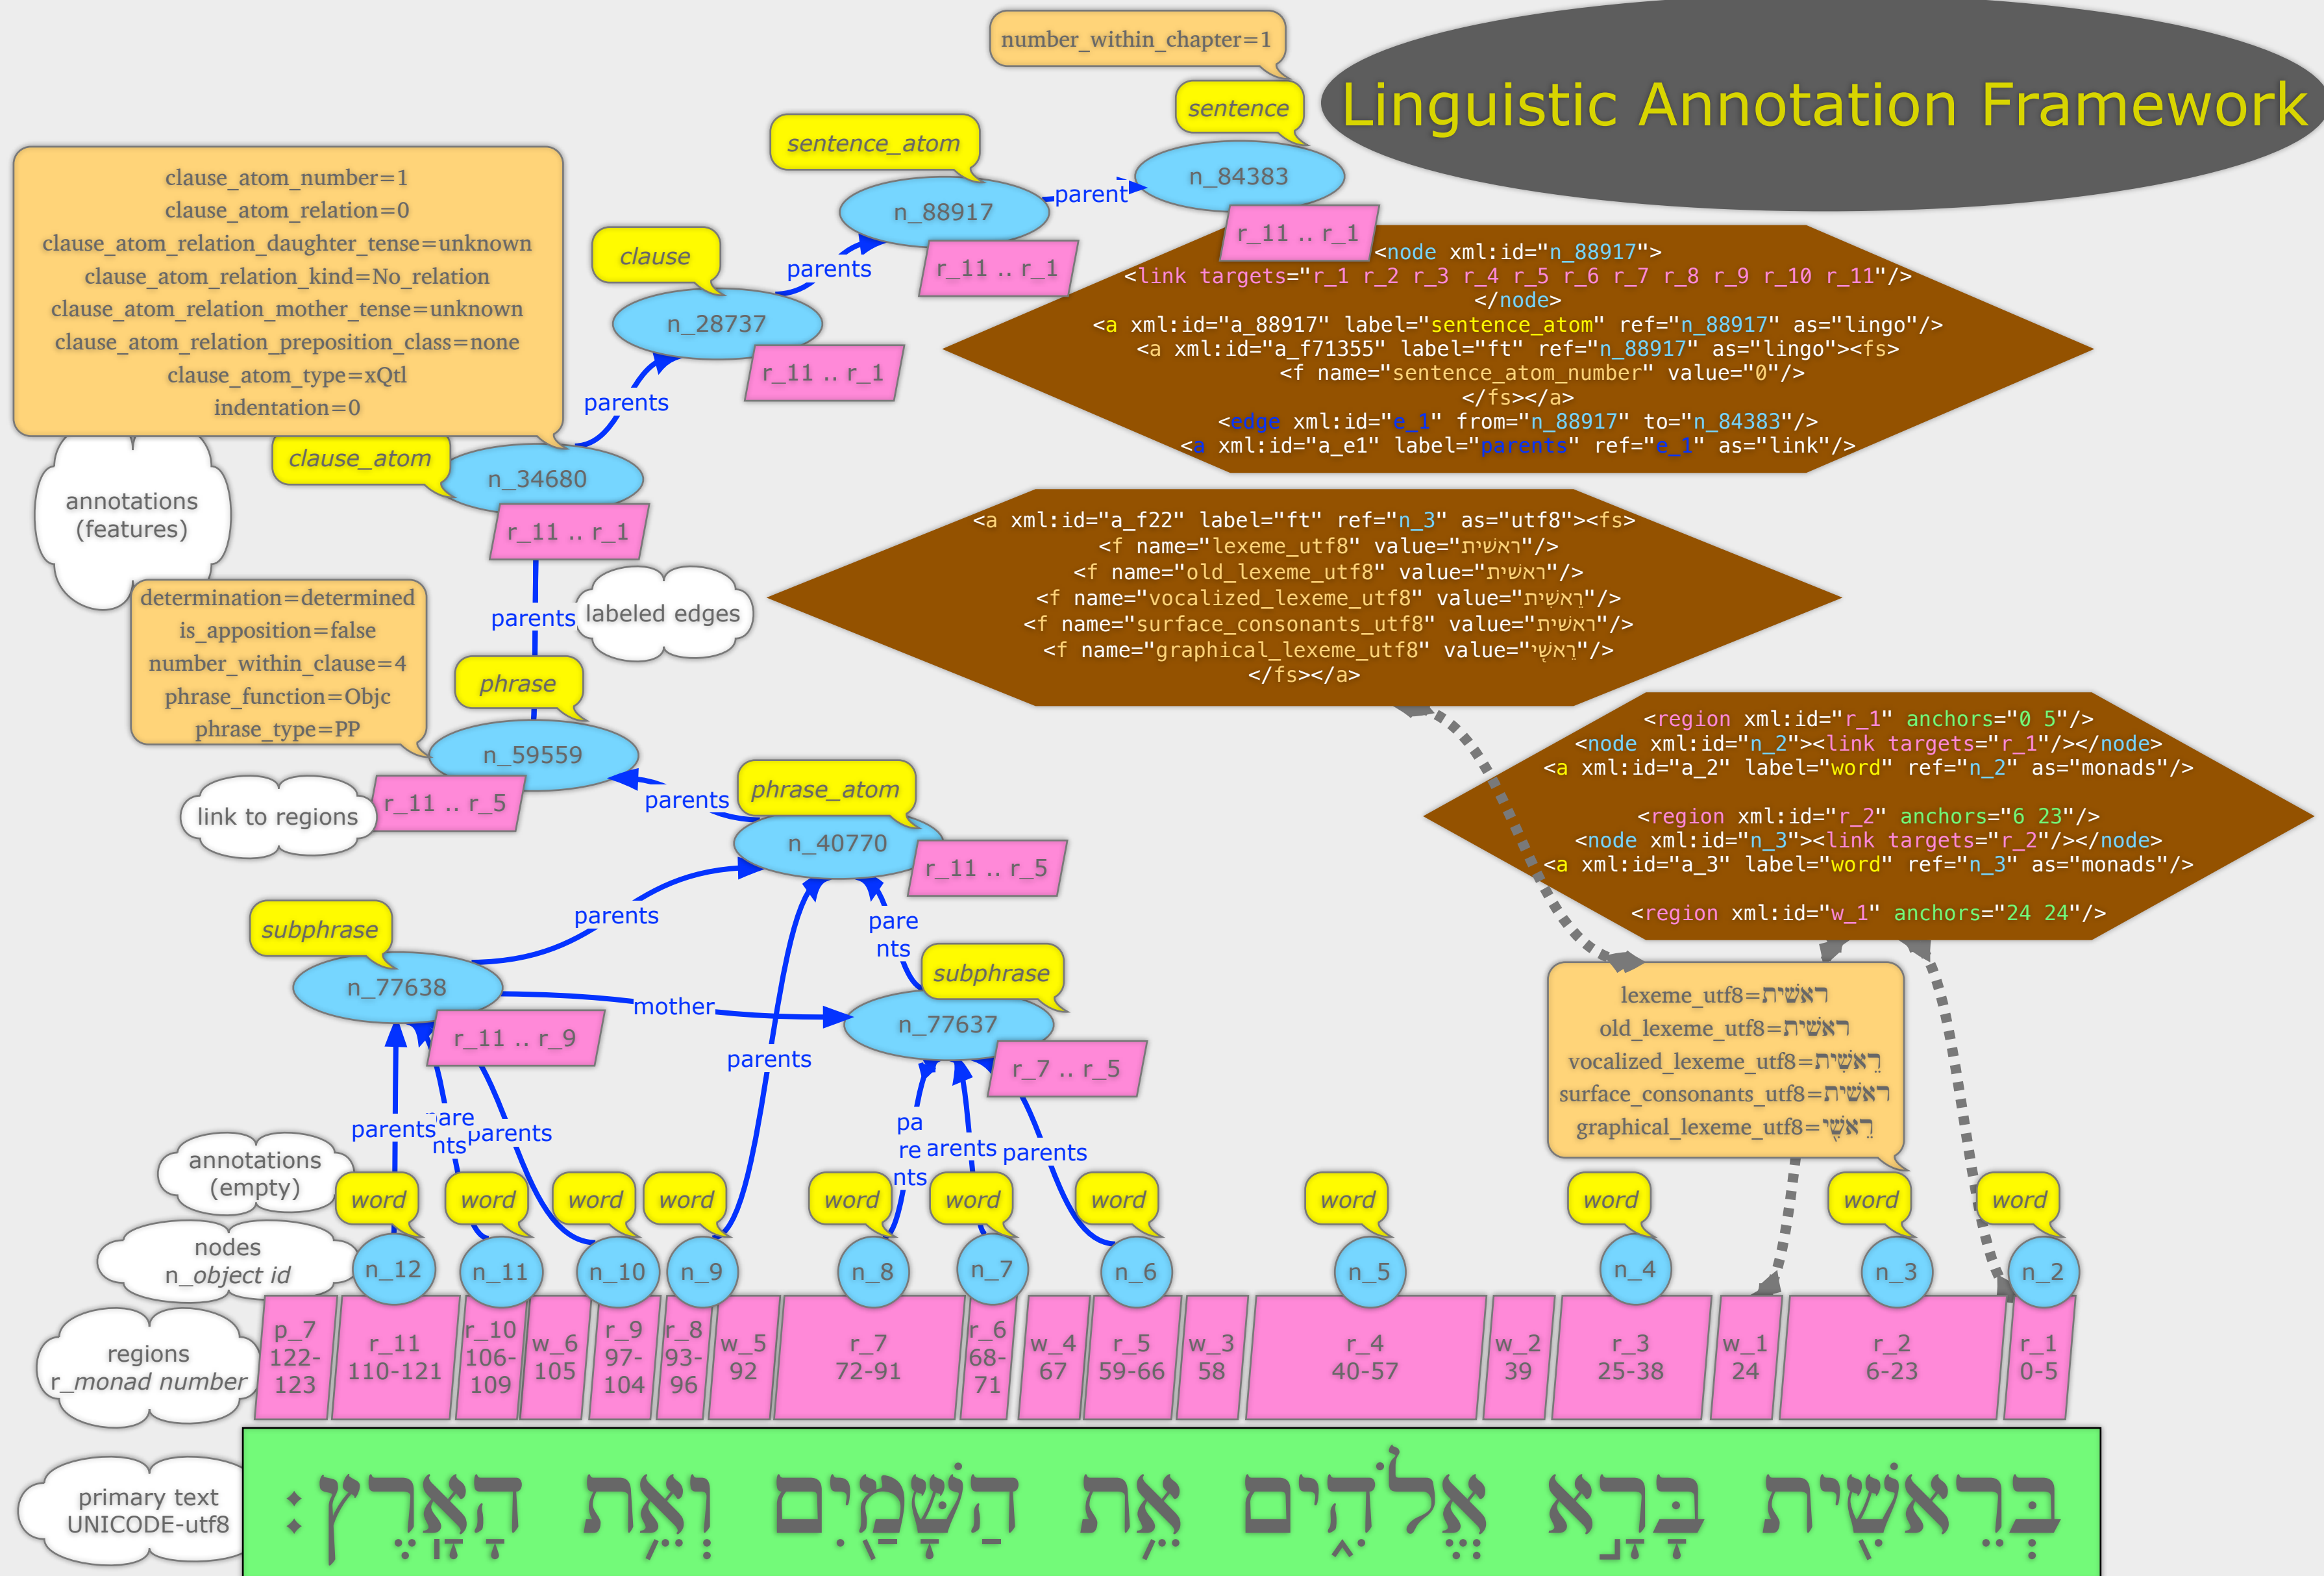 number_within_chapter=1
Linguistic Annotation Framework
sentence
sentence_atom
n_84383
parent
n_88917
r_11 .. r_1
clause_atom_number=1
clause_atom_relation=0
clause_atom_relation_daughter_tense=unknown
clause_atom_relation_kind=No_relation
clause_atom_relation_mother_tense=unknown
clause_atom_relation_preposition_class=none
clause_atom_type=xQtl
indentation=0
clause
parents
r_11 .. r_1
n_28737
r_11 .. r_1
parents
<node xml:id="n_88917">
<link targets="r_1 r_2 r_3 r_4 r_5 r_6 r_7 r_8 r_9 r_10 r_11"/>
</node>
<a xml:id="a_88917" label="sentence_atom" ref="n_88917" as="lingo"/>
<a xml:id="a_f71355" label="ft" ref="n_88917" as="lingo"><fs>
<f name="sentence_atom_number" value="0"/>
</fs></a>
<edge xml:id="e_1" from="n_88917" to="n_84383"/>
<a xml:id="a_e1" label="parents" ref="e_1" as="link"/>
clause_atom
n_34680
r_11 .. r_1
annotations
(features)
<a xml:id="a_f22" label="ft" ref="n_3" as="utf8"><fs>
<f name="lexeme_utf8" value="ראשׁית"/>
<f name="old_lexeme_utf8" value="ראשׁית"/>
<f name="vocalized_lexeme_utf8" value="רֵאשִׁית"/>
<f name="surface_consonants_utf8" value="ראשׁית"/>
<f name="graphical_lexeme_utf8" value="רֵאשִׁ֖י"/>
</fs></a>
determination=determined
is_apposition=false
number_within_clause=4
phrase_function=Objc
phrase_type=PP
parents
labeled edges
phrase
n_59559
r_11 .. r_5
link to regions
<region xml:id="r_1" anchors="0 5"/>
<node xml:id="n_2"><link targets="r_1"/></node>
<a xml:id="a_2" label="word" ref="n_2" as="monads"/>
<region xml:id="r_2" anchors="6 23"/>
<node xml:id="n_3"><link targets="r_2"/></node>
<a xml:id="a_3" label="word" ref="n_3" as="monads"/>
<region xml:id="w_1" anchors="24 24"/>
parents
phrase_atom
n_40770
r_11 .. r_5
parents
pare
nts
subphrase
n_77638
r_11 .. r_9
mother
subphrase
n_77637
r_7 .. r_5
parents
lexeme_utf8=ראשׁית
old_lexeme_utf8=ראשׁית
vocalized_lexeme_utf8=רֵאשִׁית
surface_consonants_utf8=ראשׁית
graphical_lexeme_utf8=רֵאשִׁ֖י
parents
pare
nts
parents
pa
re
nts
arents
parents
annotations
(empty)
word word word word word word word word word word word
nodes
n_object id
n_12 n_11 n_10 n_9 n_8 n_7 n_6 n_5 n_4 n_3 n_2
regions
r_monad number
p_7
122-
123
r_11
110-121
r_10
106-
109
w_6
105
r_9
97-
104
r_8
93-
96
w_5
92
r_7
72-91
r_6
68-
71
w_4
67
r_5
59-66
w_3
58
r_4
40-57
w_2
39
r_3
25-38
w_1
24
r_2
6-23
r_1
0-5
primary text
UNICODE-utf8
בְּרֵאשִׁ֖ית בָּרָ֣א אֱלֹהִ֑ים אֵ֥ת הַשָּׁמַ֖יִם וְאֵ֥ת הָאָֽרֶץ׃